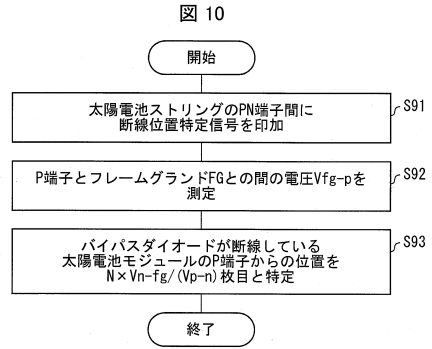 図 10
開始
太陽電池ストリングのPN端子間に
断線位置特定信号を印加
S91
P端子とフレームグランドFGとの間の電圧Vfg-pを
測定
S92
バイパスダイオードが断線している
太陽電池モジュールのP端子からの位置を
N×Vn-fg/(Vp-n)枚目と特定
S93
終了